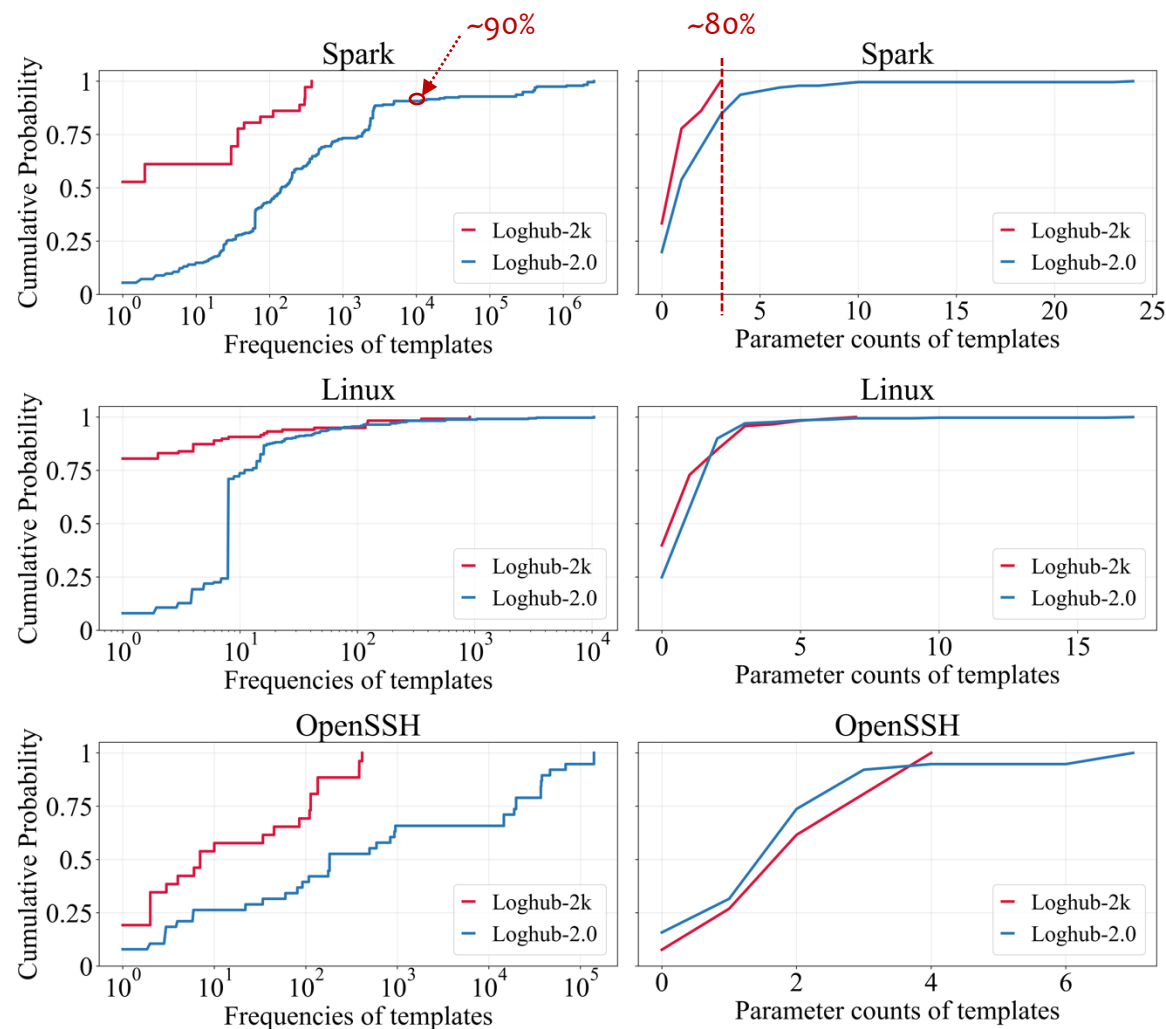 ~90%
~80%
Spark
Cumulative Probability
1
0.75
0.5
0.25
0
Loghub-2k
Loghub-2.0
10^0 10^1 10^2 10^3 10^4 10^5 10^6
Frequencies of templates
Spark
Loghub-2k
Loghub-2.0
0 5 10 15 20 25
Parameter counts of templates
Linux
Cumulative Probability
1
0.75
0.5
0.25
0
Loghub-2k
Loghub-2.0
10^0 10^1 10^2 10^3 10^4
Frequencies of templates
Linux
Loghub-2k
Loghub-2.0
0 5 10 15
Parameter counts of templates
OpenSSH
Cumulative Probability
1
0.75
0.5
0.25
0
Loghub-2k
Loghub-2.0
10^0 10^1 10^2 10^3 10^4 10^5
Frequencies of templates
OpenSSH
Loghub-2k
Loghub-2.0
0 2 4 6
Parameter counts of templates